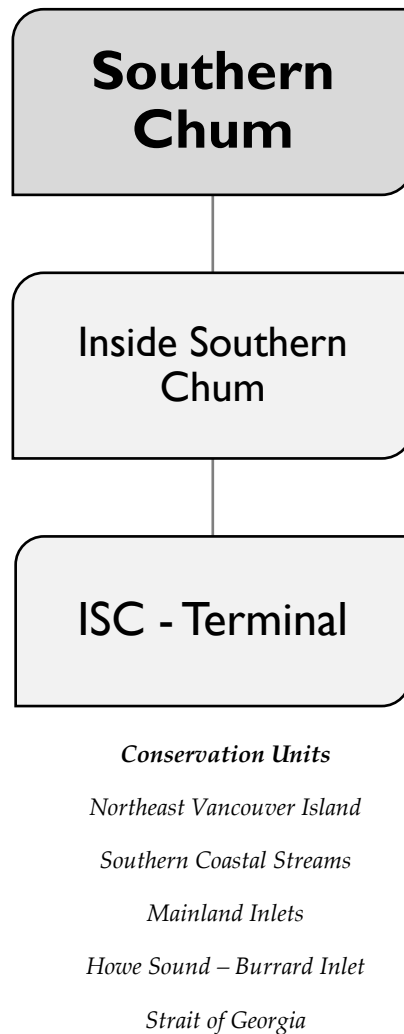 Southern
Chum
Inside Southern
Chum
ISC - Terminal
Conservation Units
Northeast Vancouver Island
Southern Coastal Streams
Mainland Inlets
Howe Sound – Burrard Inlet
Strait of Georgia